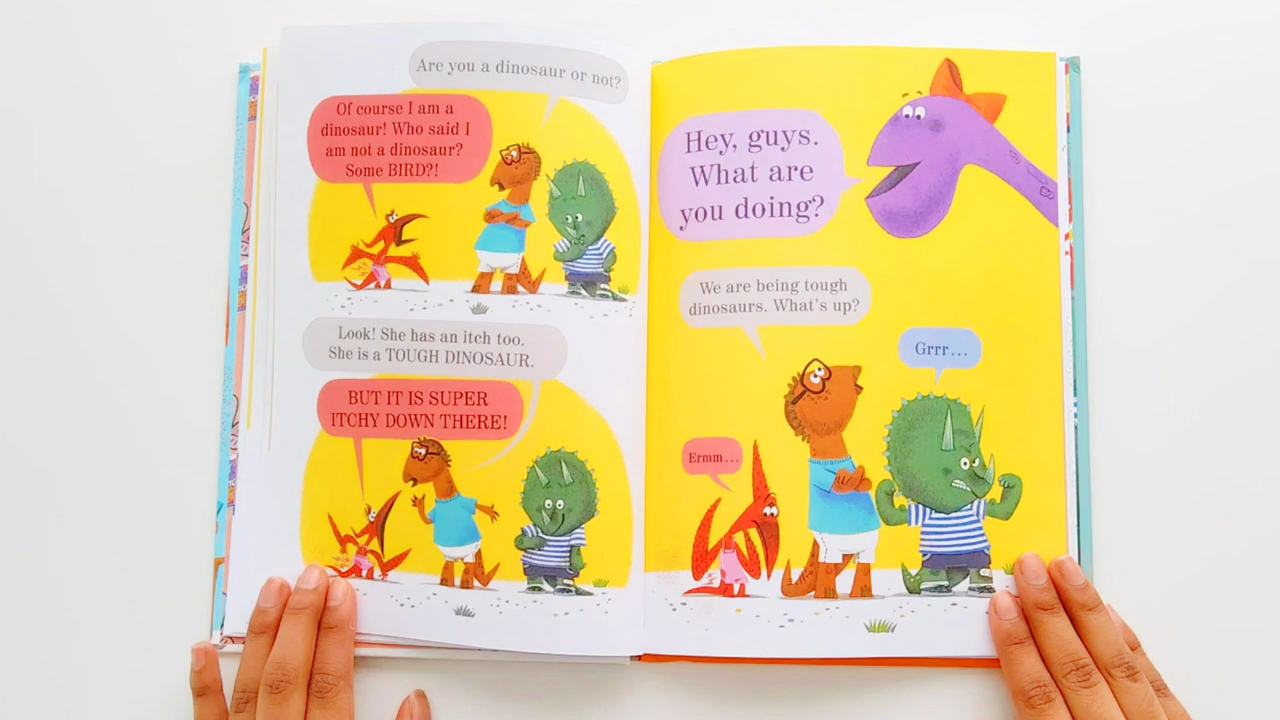 Are you a dinosaur or not?
Of course I am a
dinosaur! Who said I
am not a dinosaur?
Some BIRD?!
Look! She has an itch too.
She is a TOUGH DINOSAUR.
BUT IT IS SUPER
ITCHY DOWN THERE!
Hey, guys.
What are
you doing?
We are being tough
dinosaurs. What's up?
Grrr...
Ermm...